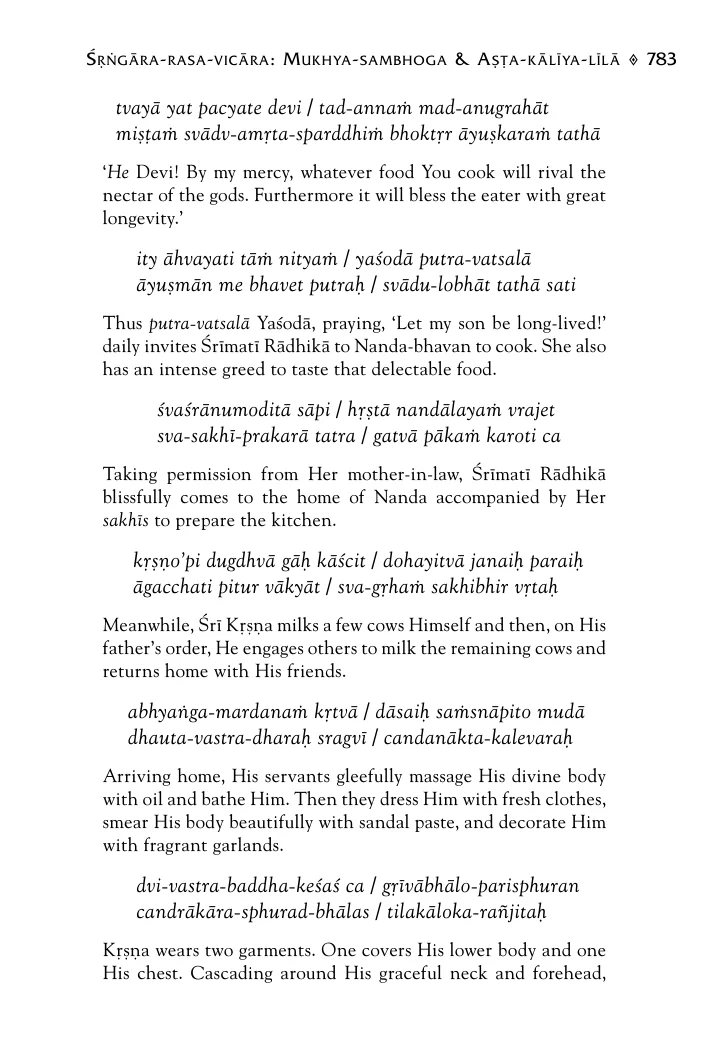 Śṛṅgāra-rasa-vicāra: Mukhya-sambhoga & Aṣṭa-kālīya-līlā ◈ 783
tvayā yat pacyate devi / tad-annaṁ mad-anugrahāt
miṣṭaṁ svādv-amṛta-sparddhiṁ bhoktṛr āyuṣkaraṁ tathā
‘He Devi! By my mercy, whatever food You cook will rival the
nectar of the gods. Furthermore it will bless the eater with great
longevity.’
ity āhvayati tāṁ nityaṁ / yaśodā putra-vatsalā
āyuṣmān me bhavet putraḥ / svādu-lobhāt tathā sati
Thus putra-vatsalā Yaśodā, praying, ‘Let my son be long-lived!’
daily invites Śrīmatī Rādhikā to Nanda-bhavan to cook. She also
has an intense greed to taste that delectable food.
śvaśrānumoditā sāpi / hṛṣtā nandālayaṁ vrajet
sva-sakhī-prakarā tatra / gatvā pākaṁ karoti ca
Taking permission from Her mother-in-law, Śrīmatī Rādhikā
blissfully comes to the home of Nanda accompanied by Her
sakhīs to prepare the kitchen.
kṛṣṇo’pi dugdhvā gāḥ kāścit / dohayitvā janaiḥ paraiḥ
āgacchati pitur vākyāt / sva-gṛhaṁ sakhibhir vṛtaḥ
Meanwhile, Śrī Kṛṣṇa milks a few cows Himself and then, on His
father’s order, He engages others to milk the remaining cows and
returns home with His friends.
abhyaṅga-mardanaṁ kṛtvā / dāsaiḥ saṁsnāpito mudā
dhauta-vastra-dharaḥ sragvī / candanākta-kalevaraḥ
Arriving home, His servants gleefully massage His divine body
with oil and bathe Him. Then they dress Him with fresh clothes,
smear His body beautifully with sandal paste, and decorate Him
with fragrant garlands.
dvi-vastra-baddha-keśaś ca / gṛīvābhālo-parisphuran
candrākāra-sphurad-bhālas / tilakāloka-rañjitaḥ
Kṛṣṇa wears two garments. One covers His lower body and one
His chest. Cascading around His graceful neck and forehead,